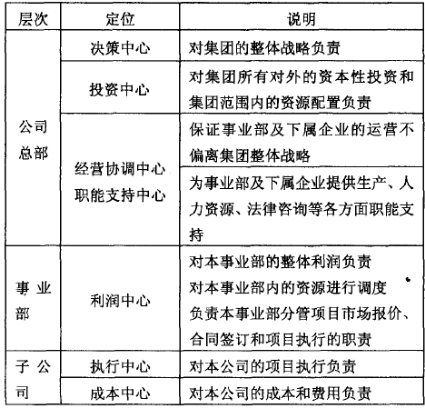 层次 定位 说明
决策中心 对集团的整体战略负责
投资中心 对集团所有对外的资本性投资和
集团范围内的资源配置负责
公司
总部
经营协调中心
职能支持中心
保证事业部及下属企业的运营不
偏离集团整体战略
为事业部及下属企业提供生产、人
力资源、法律咨询等各方面职能支
持
事业
部
利润中心
对本事业部的整体利润负责
对本事业部内的资源进行调度
负责本事业部分管项目市场报价、
合同签订和项目执行的职责
子公
司
执行中心 对本公司的项目执行负责
成本中心 对本公司的成本和费用负责